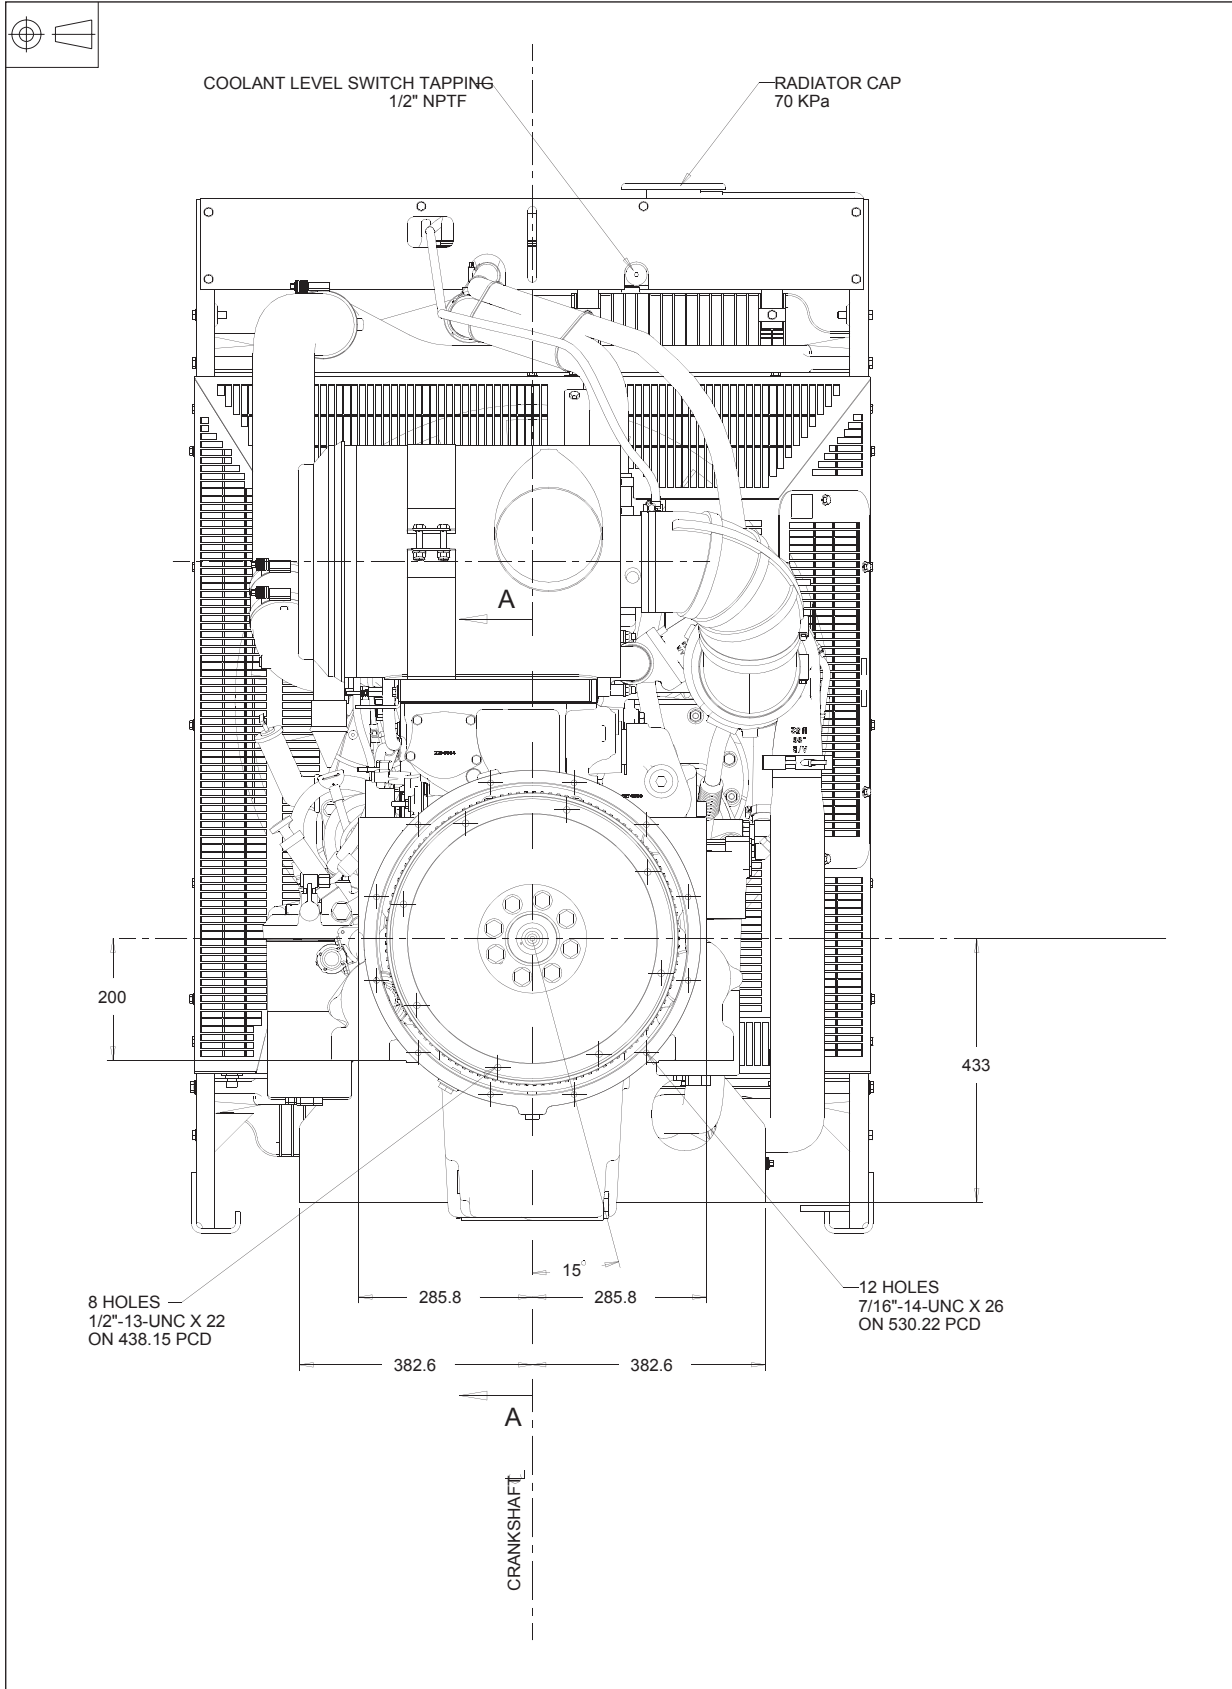 COOLANT LEVEL SWITCH TAPPING
1/2" NPTF
RADIATOR CAP
70 KPa
A
200
433
15°
8 HOLES
1/2"-13-UNC X 22
ON 438.15 PCD
285.8
285.8
12 HOLES
7/16"-14-UNC X 26
ON 530.22 PCD
382.6
382.6
A
CRANKSHAFT